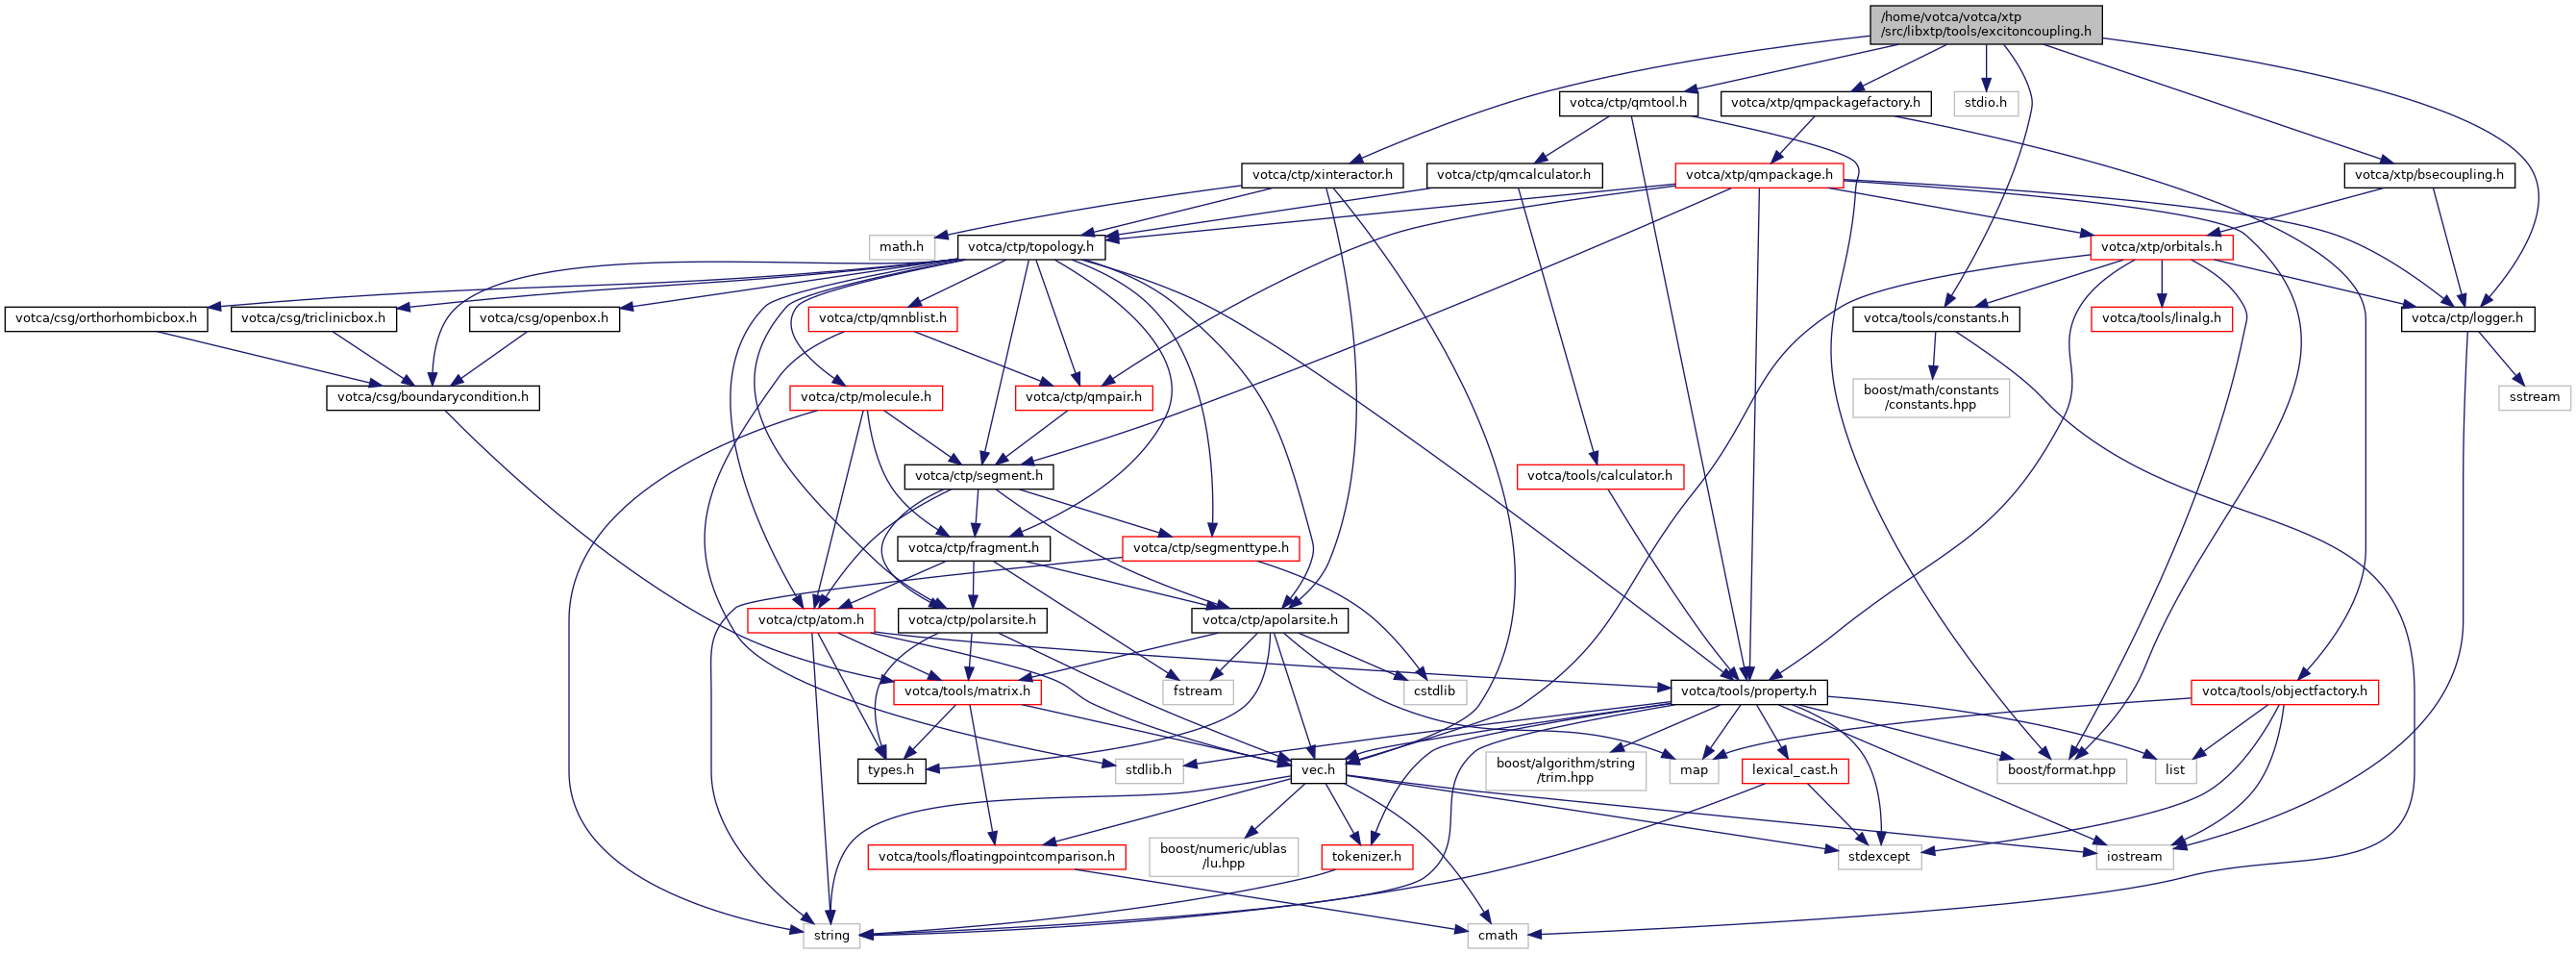 /home/votca/votca/xtp
/src/libxtp/tools/excitoncoupling.h
votca/ctp/qmtool.h
votca/xtp/qmpackagefactory.h
stdio.h
votca/ctp/xinteractor.h
votca/ctp/qmcalculator.h
votca/xtp/qmpackage.h
votca/xtp/bsecoupling.h
math.h
votca/ctp/topology.h
votca/xtp/orbitals.h
votca/csg/orthorhombicbox.h
votca/csg/triclinicbox.h
votca/csg/openbox.h
votca/ctp/qmnblist.h
votca/tools/constants.h
votca/tools/linalg.h
votca/ctp/logger.h
votca/csg/boundarycondition.h
votca/ctp/molecule.h
votca/ctp/qmpair.h
boost/math/constants
/constants.hpp
sstream
votca/ctp/segment.h
votca/tools/calculator.h
votca/ctp/fragment.h
votca/ctp/segmenttype.h
votca/ctp/atom.h
votca/ctp/polarsite.h
votca/ctp/apolarsite.h
votca/tools/matrix.h
fstream
cstdlib
votca/tools/property.h
votca/tools/objectfactory.h
types.h
stdlib.h
vec.h
boost/algorithm/string
/trim.hpp
map
lexical_cast.h
boost/format.hpp
list
votca/tools/floatingpointcomparison.h
boost/numeric/ublas
/lu.hpp
tokenizer.h
stdexcept
iostream
string
cmath